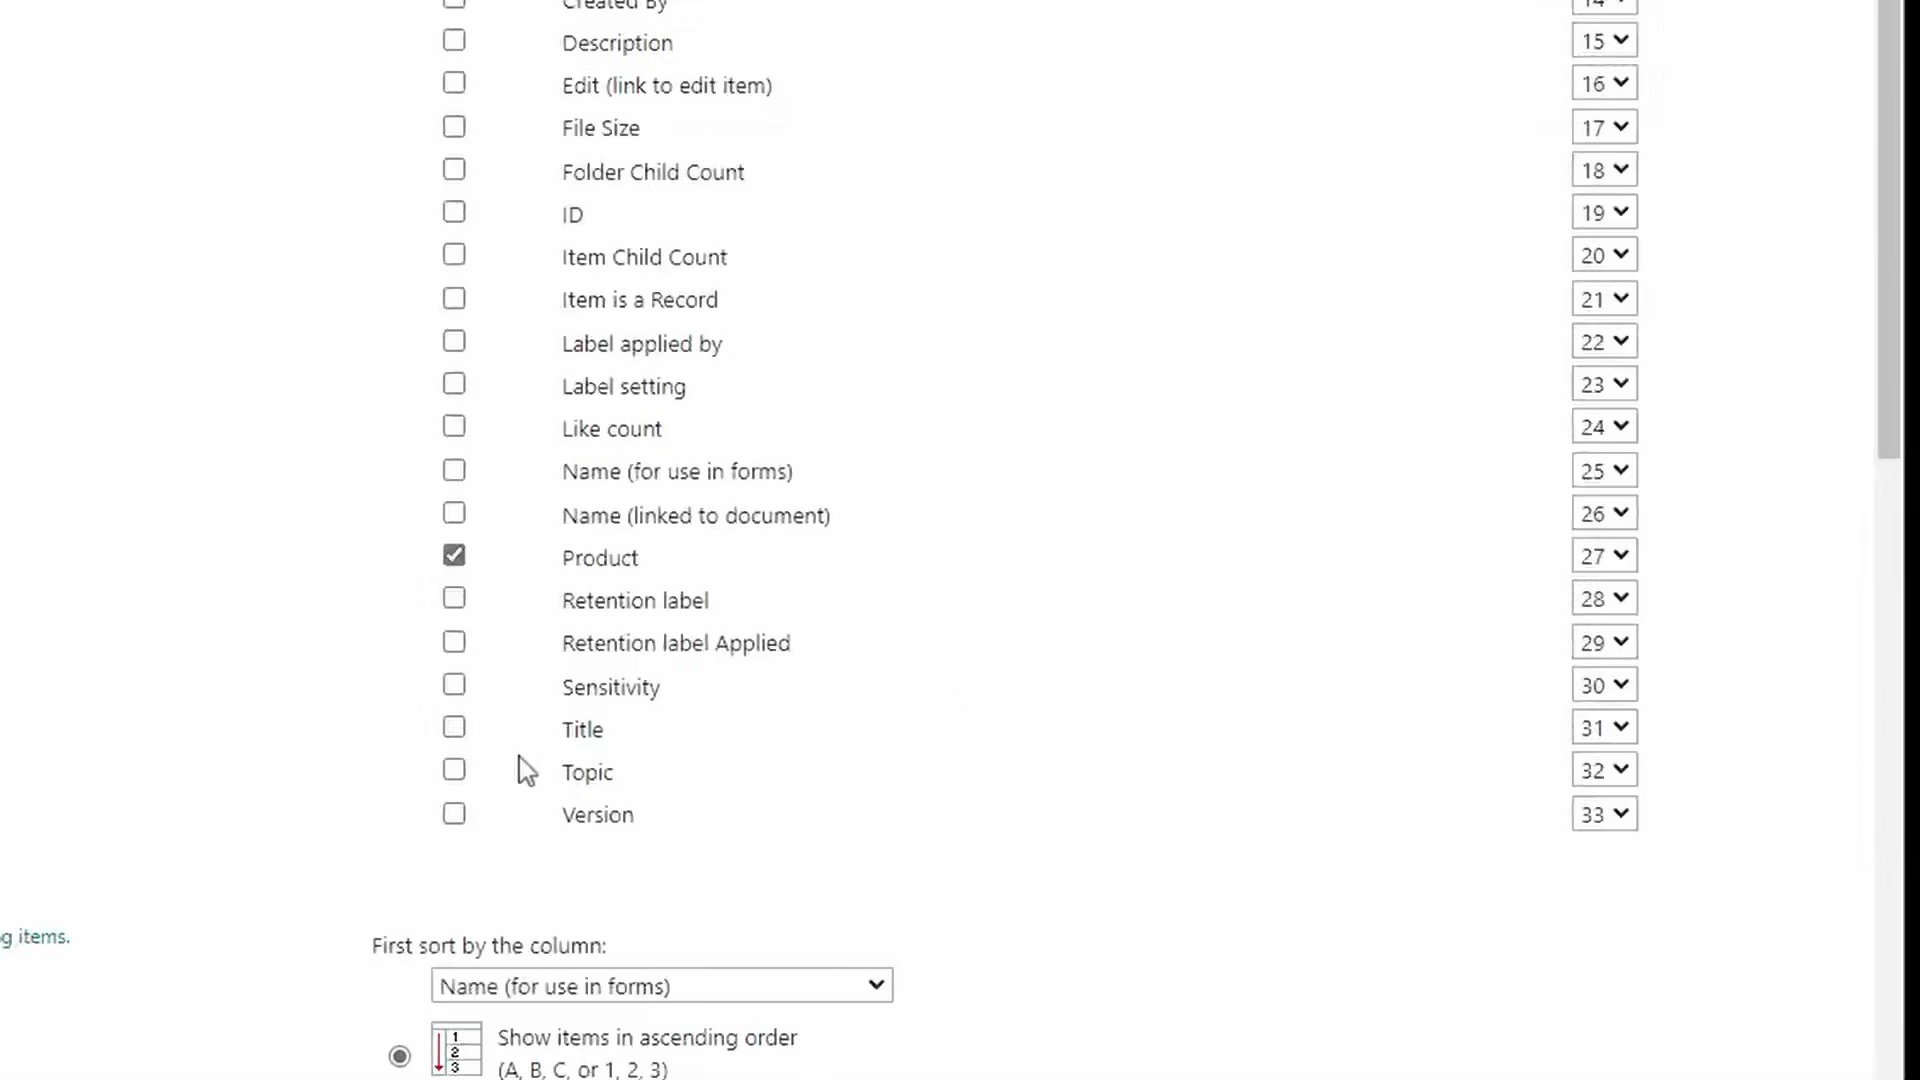 Created By 14
Description 15
Edit (link to edit item) 16
File Size 17
Folder Child Count 18
ID 19
Item Child Count 20
Item is a Record 21
Label applied by 22
Label setting 23
Like count 24
Name (for use in forms) 25
Name (linked to document) 26
Product 27
Retention label 28
Retention label Applied 29
Sensitivity 30
Title 31
Topic 32
Version 33
g items.
First sort by the column:
Name (for use in forms)
1
2
3
Show items in ascending order
(A, B, C, or 1, 2, 3)